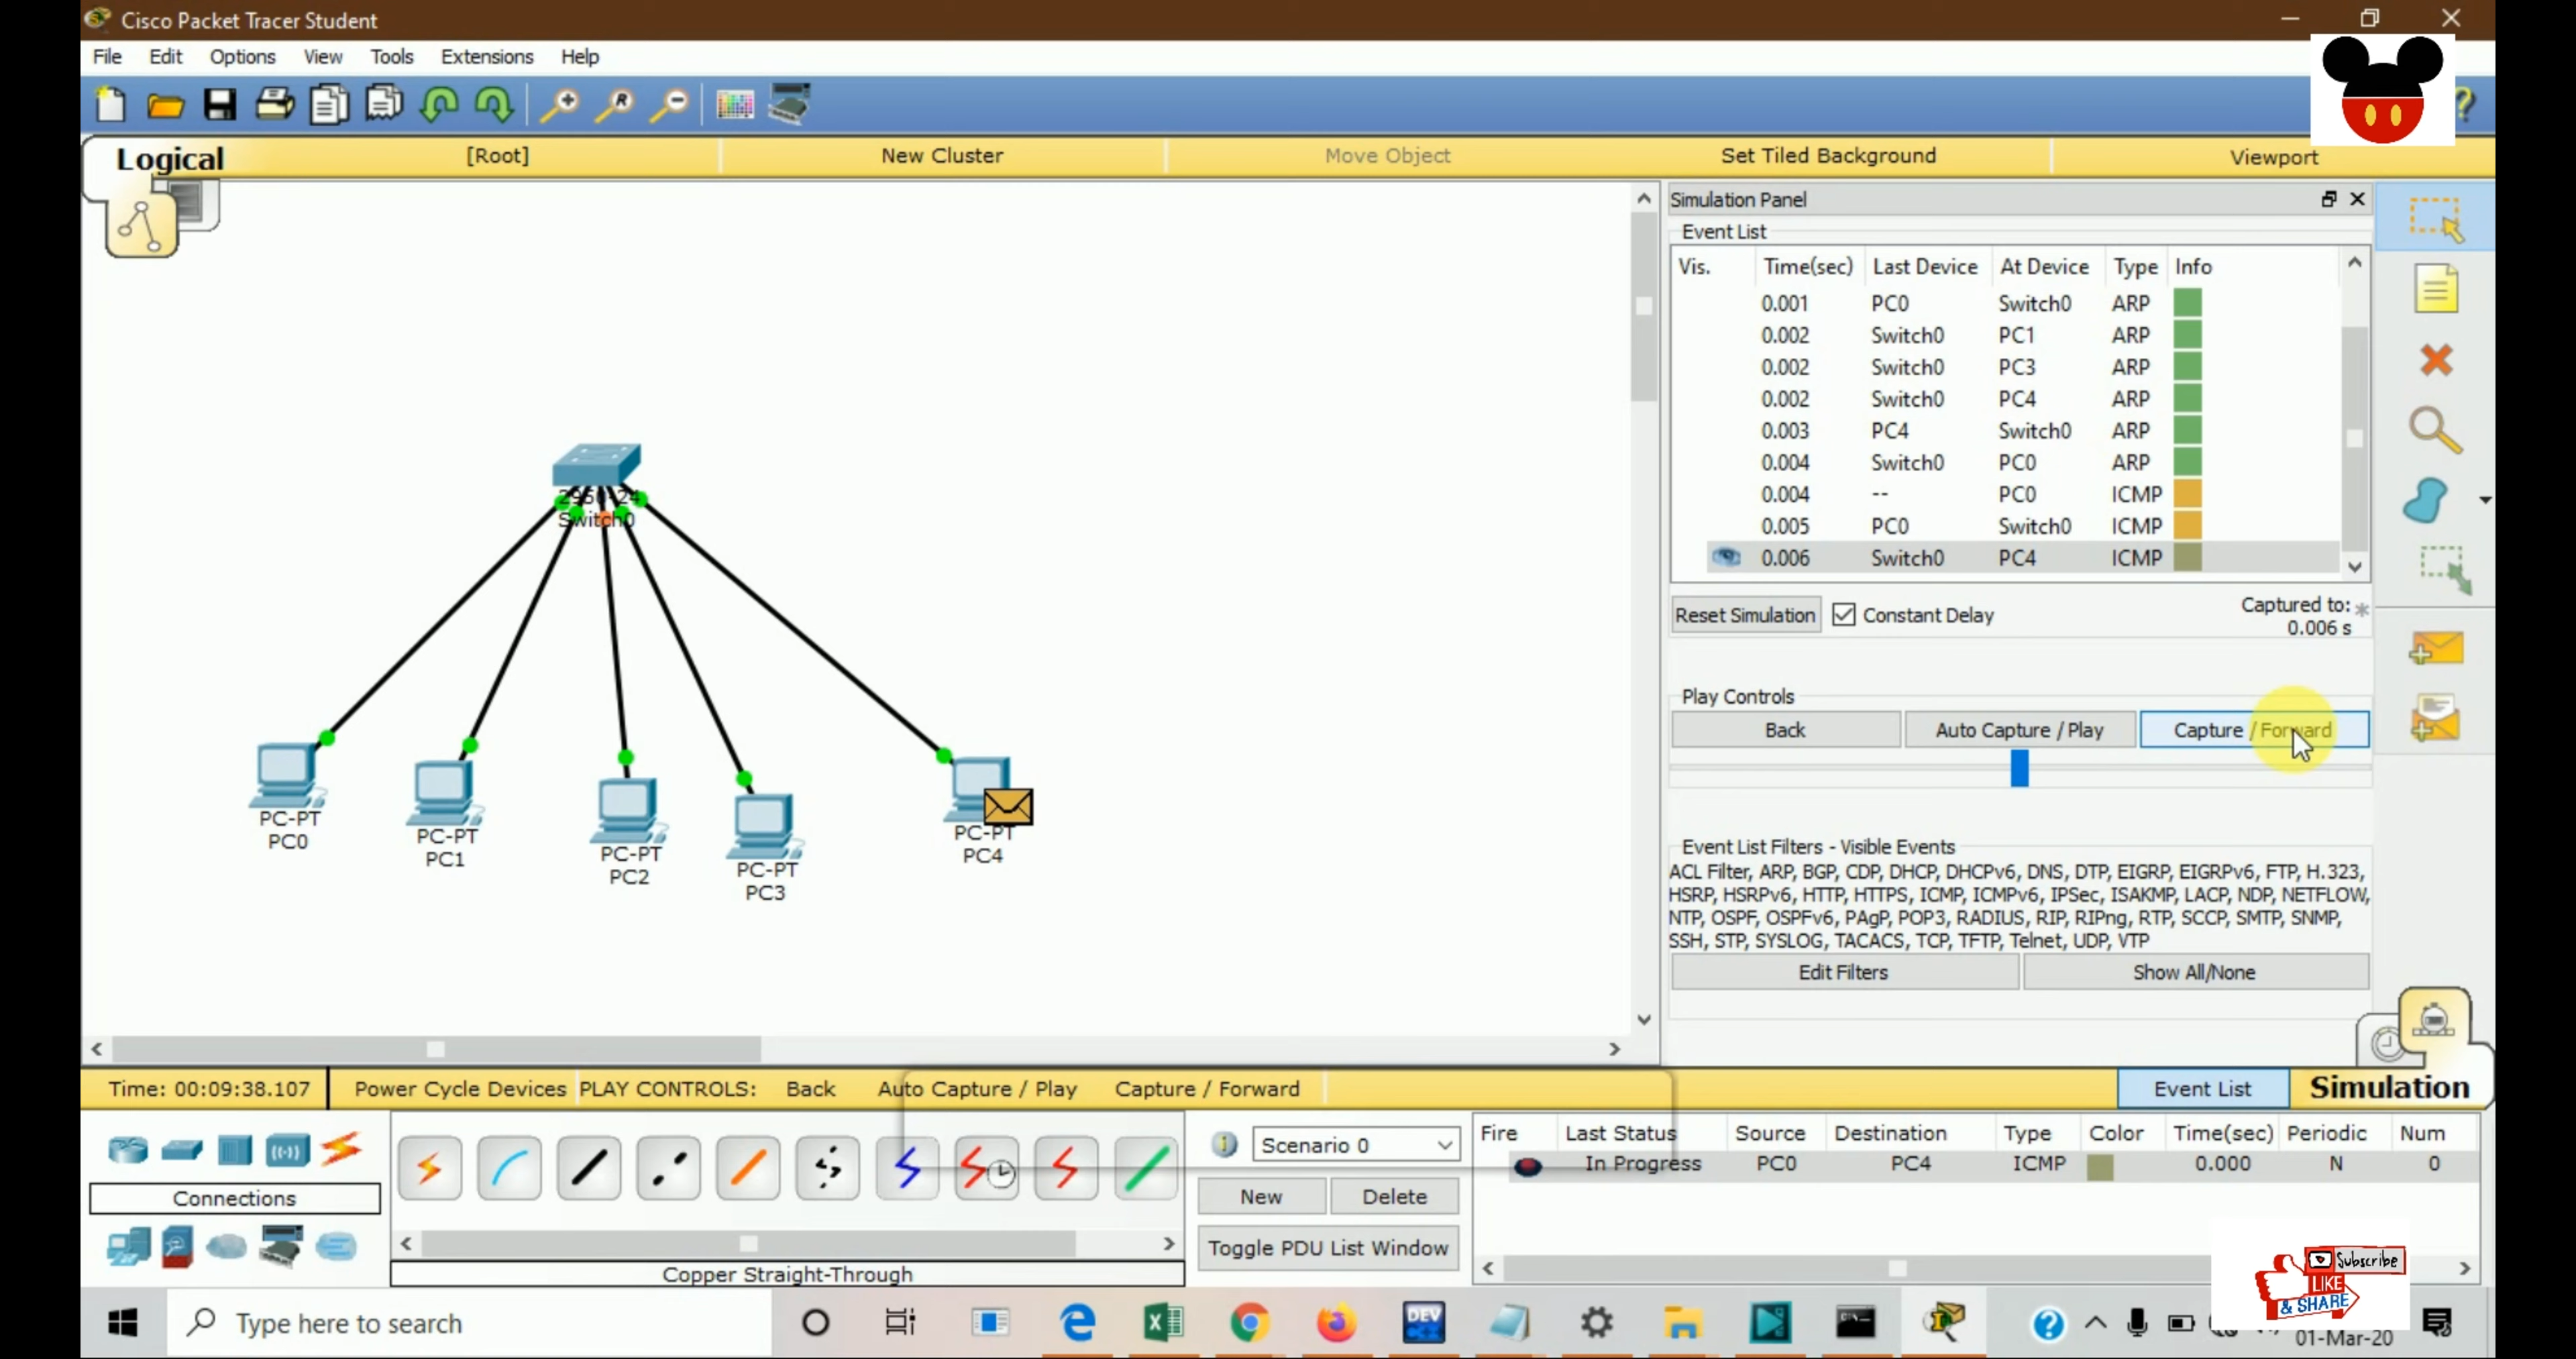 Cisco Packet Tracer Student
File Edit Options View Tools Extensions Help
Logical [Root] New Cluster Move Object Set Tiled Background Viewport
Simulation Panel
Event List
Vis. Time(sec) Last Device At Device Type Info
0.001 PC0 Switch0 ARP
0.002 Switch0 PC1 ARP
0.002 Switch0 PC3 ARP
0.002 Switch0 PC4 ARP
0.003 PC4 Switch0 ARP
0.004 Switch0 PC0 ARP
0.004 -- PC0 ICMP
0.005 PC0 Switch0 ICMP
0.006 Switch0 PC4 ICMP
Reset Simulation Constant Delay Captured to: *
0.006 s
Play Controls
Back Auto Capture / Play Capture / Forward
Event List Filters - Visible Events
ACL Filter, ARP, BGP, CDP, DHCP, DHCPv6, DNS, DTP, EIGRP, EIGRPv6, FTP, H.323,
HSRP, HSRPv6, HTTP, HTTPS, ICMP, ICMPv6, IPSec, ISAKMP, LACP, NDP, NETFLOW,
NTP, OSPF, OSPFv6, PAgP, POP3, RADIUS, RIP, RIPng, RTP, SCCP, SMTP, SNMP,
SSH, STP, SYSLOG, TACACS, TCP, TFTP, Telnet, UDP, VTP
Edit Filters Show All/None
2950-24
Switch0
PC-PT
PC0
PC-PT
PC1
PC-PT
PC2
PC-PT
PC3
PC-PT
PC4
Time: 00:09:38.107 Power Cycle Devices PLAY CONTROLS: Back Auto Capture / Play Capture / Forward Event List Simulation
Connections
Copper Straight-Through
Scenario 0
New Delete
Toggle PDU List Window
Fire Last Status Source Destination Type Color Time(sec) Periodic Num
In Progress PC0 PC4 ICMP 0.000 N 0
Subscribe
LIKE
& SHARE
Type here to search
DEV
01-Mar-20